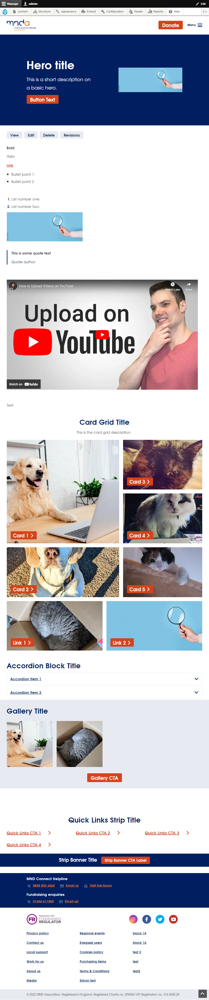 Manage admin Edit
Content Structure Appearance Extend Configuration People Reports Help
mnda
motor neurone disease
association
Donate Menu
Hero title
This is a short description on
a basic hero.
Button Text
View Edit Delete Revisions
Bold
Italic
Link
Bullet point 1.
Bullet point 2.
1. List number one.
2. List number two.
This is some quote text
Quote author
How to Upload Videos on YouTube
Watch Later Share
Upload on
YouTube
Watch on YouTube
Text
Card Grid Title
This is the card grid description.
Card 3
Card 1
Card 4
Card 2
Card 5
Link 1
Link 2
Accordion Block Title
Accordion Item 1
Accordion Item 2
Gallery Title
Gallery CTA
Quick Links Strip Title
Quick Links CTA 1 Quick Links CTA 2 Quick Links CTA 3
Quick Links CTA 4
Strip Banner Title Strip Banner CTA Label
MND Connect Helpline
0808 802 6262 Email us Visit the forum
Fundraising enquiries
01604 611860 Email us!
FR Registered with
FUNDRAISING
REGULATOR
Privacy policy Regional events block 15
Contact us Eyegaze users block 16
Local support Cookies policy test 3
Work for us Purchasing items test
About us Terms & Conditions test2
Media Simon test
© 2022 MND Association: Registered in England. Registered Charity no. 294354 VAT Registration no. 316 4340 28